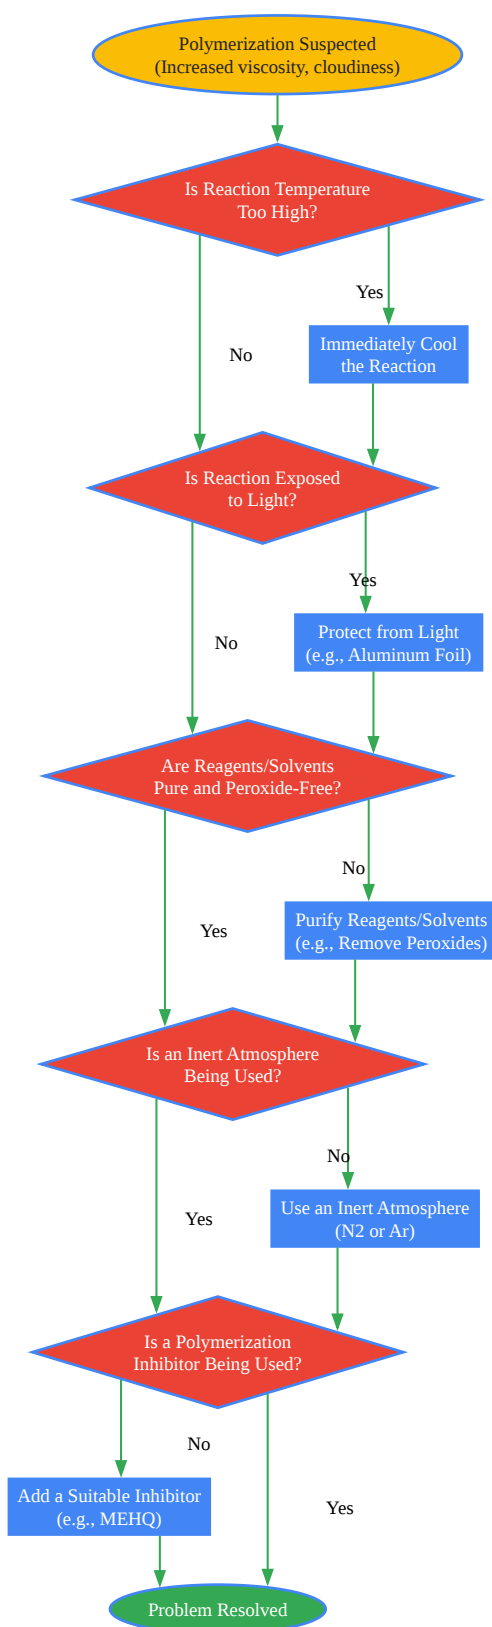 Polymerization Suspected
(Increased viscosity, cloudiness)
Is Reaction Temperature
Too High?
Yes
Immediately Cool
the Reaction
No
Is Reaction Exposed
to Light?
Yes
Protect from Light
(e.g., Aluminum Foil)
No
Are Reagents/Solvents
Pure and Peroxide-Free?
No
Purify Reagents/Solvents
(e.g., Remove Peroxides)
Yes
Is an Inert Atmosphere
Being Used?
No
Use an Inert Atmosphere
(N2 or Ar)
Yes
Is a Polymerization
Inhibitor Being Used?
No
Add a Suitable Inhibitor
(e.g., MEHQ)
Yes
Problem Resolved